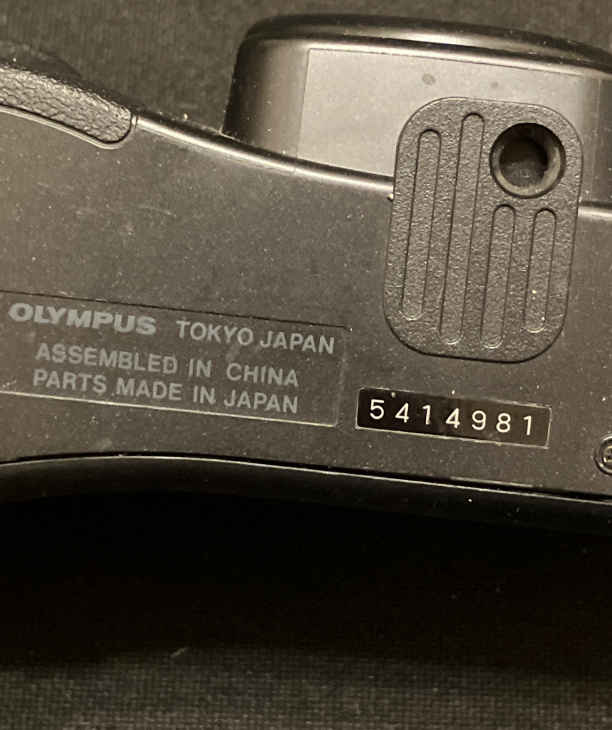 OLYMPUS TOKYO JAPAN
ASSEMBLED IN CHINA
PARTS MADE IN JAPAN
5414981